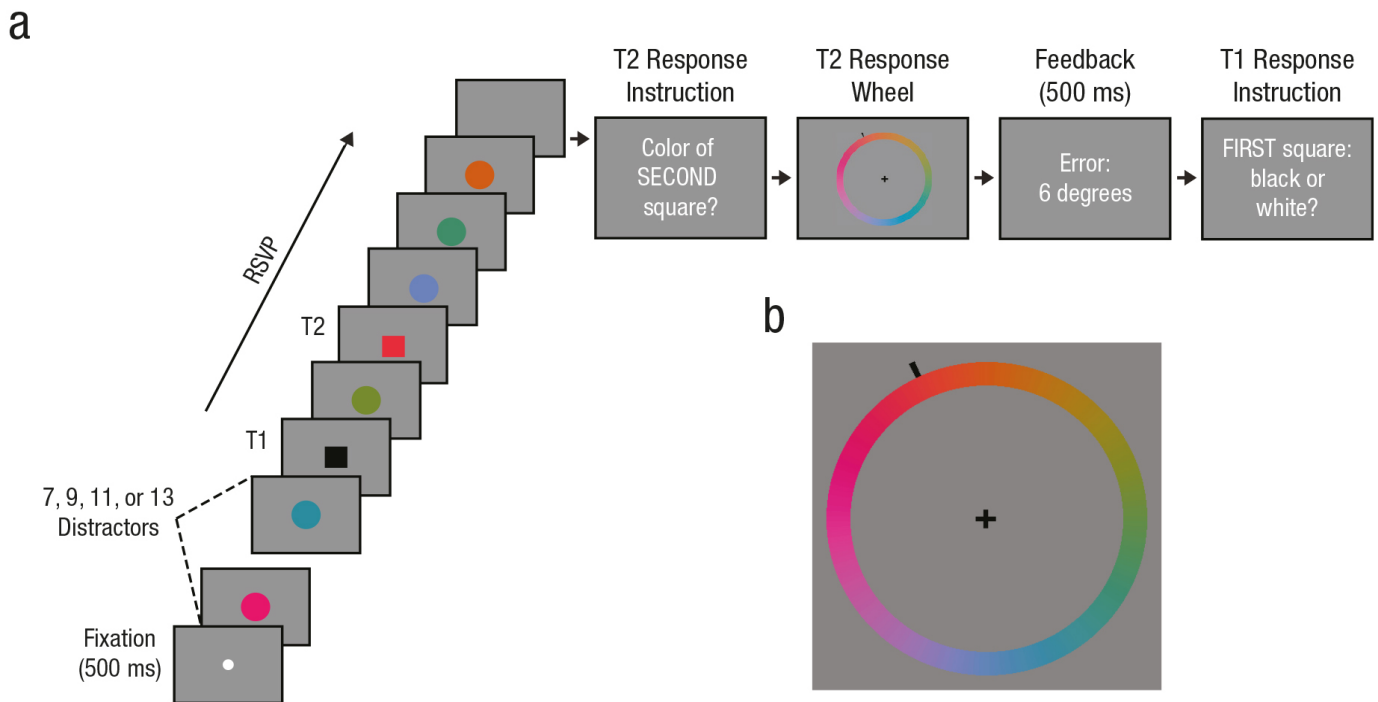 a
T2 Response
Instruction
T2 Response
Wheel
Feedback
(500 ms)
T1 Response
Instruction
Color of
SECOND
square?
Error:
6 degrees
FIRST square:
black or
white?
RSVP
T2
T1
7, 9, 11, or 13
Distractors
Fixation
(500 ms)
b